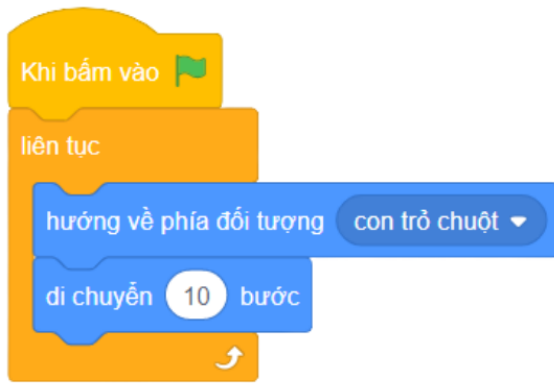 Khi bấm vào
liên tục
hướng về phía đối tượng con trỏ chuột
di chuyển 10 bước